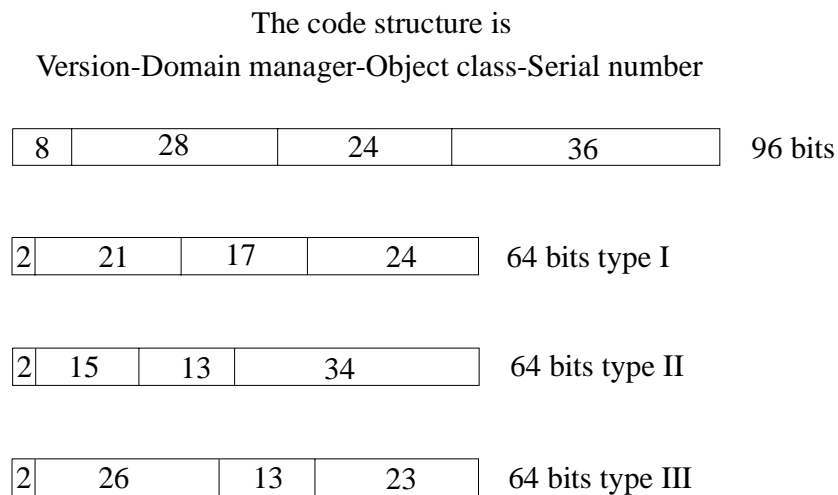 The code structure is
Version-Domain manager-Object class-Serial number
8 28 24 36 96 bits
2 21 17 24 64 bits type I
2 15 13 34 64 bits type II
2 26 13 23 64 bits type III